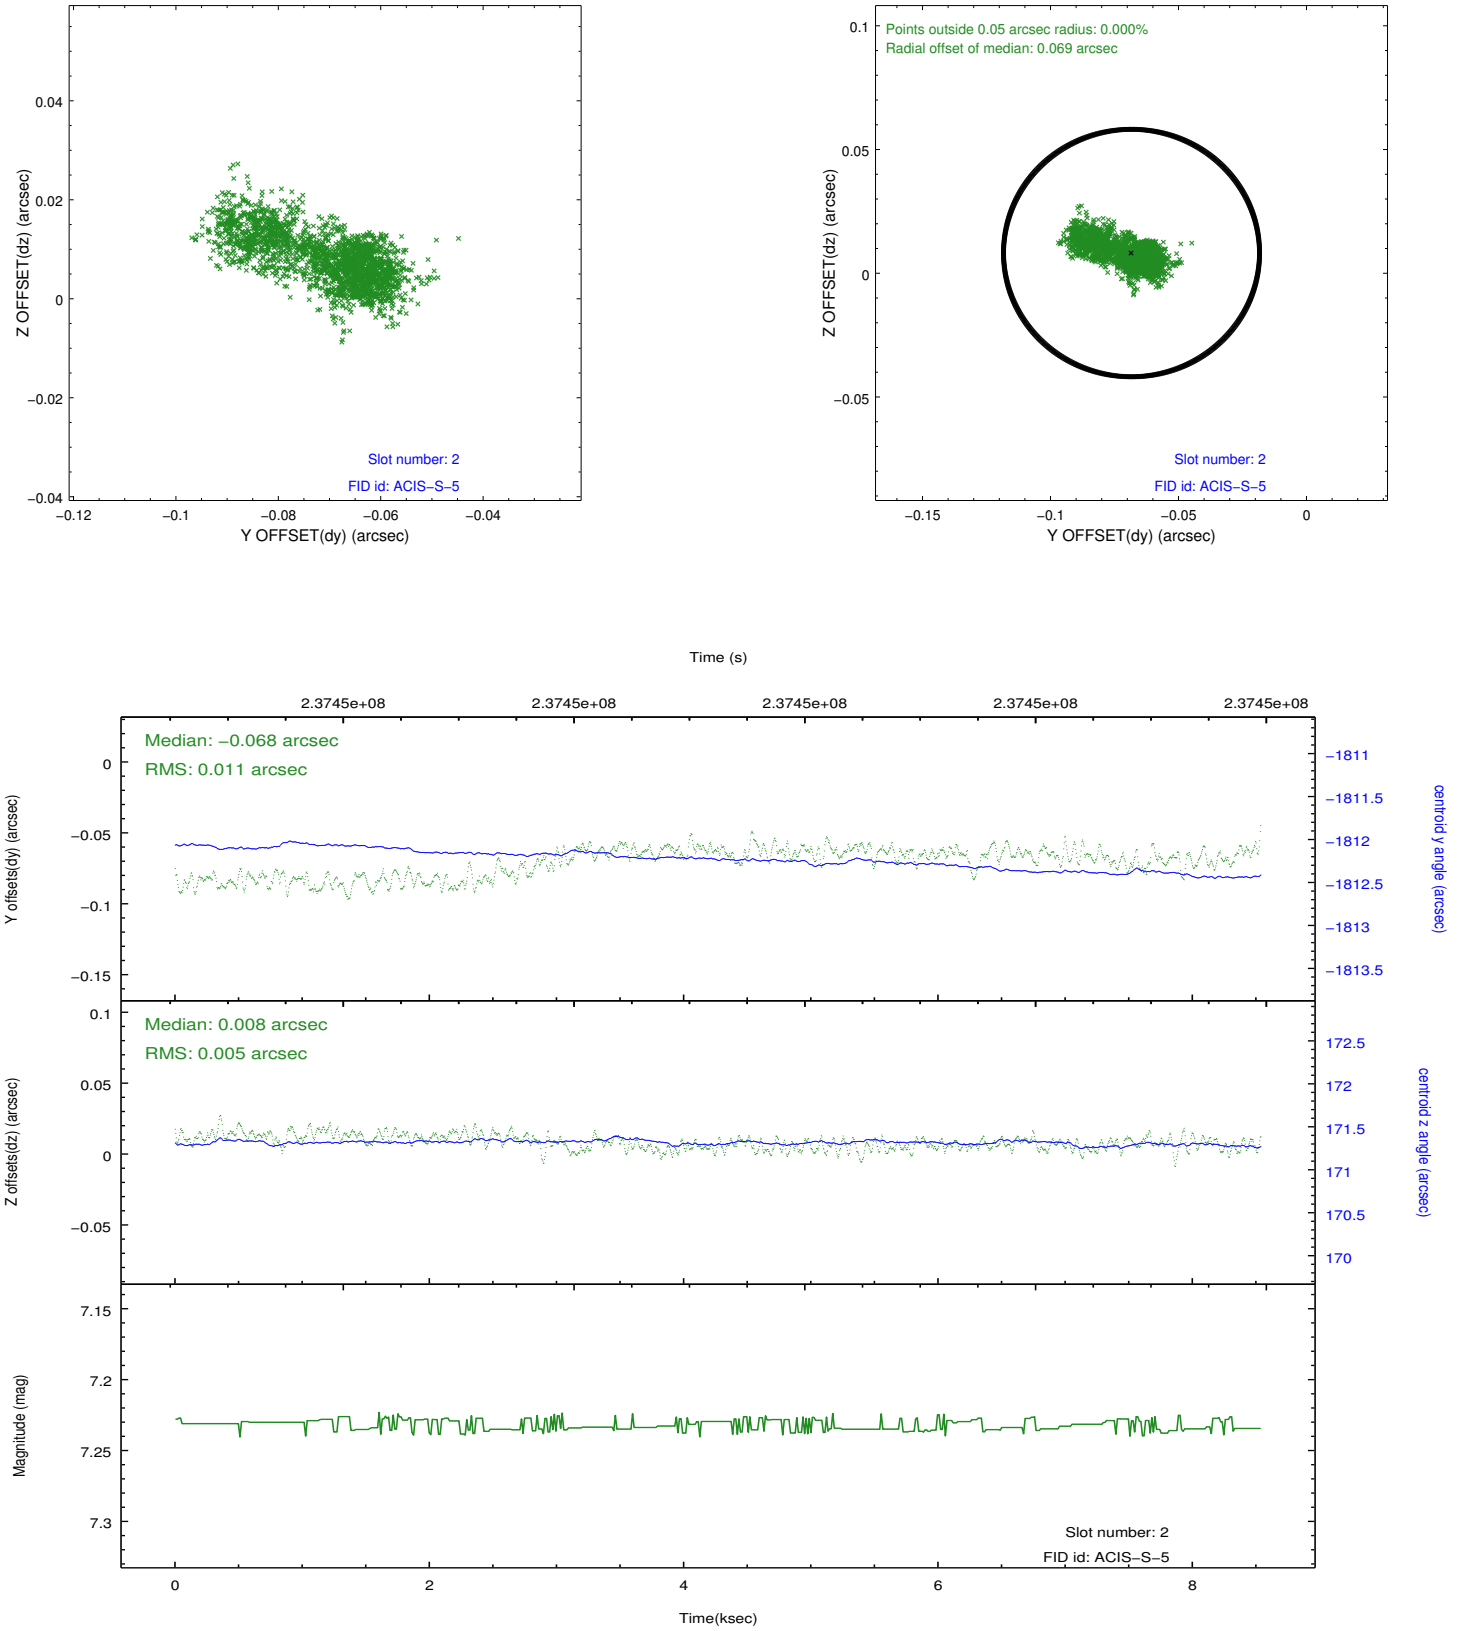 0.04
0.02
0
−0.02
−0.04
Z OFFSET(dz) (arcsec)
Slot number: 2
FID id: ACIS−S−5
−0.12 −0.1 −0.08 −0.06 −0.04
Y OFFSET(dy) (arcsec)
Points outside 0.05 arcsec radius: 0.000%
Radial offset of median: 0.069 arcsec
0.1
0.05
0
−0.05
Z OFFSET(dz) (arcsec)
Slot number: 2
FID id: ACIS−S−5
−0.15 −0.1 −0.05 0
Y OFFSET(dy) (arcsec)
Time (s)
2.3745e+08 2.3745e+08 2.3745e+08 2.3745e+08 2.3745e+08
Median: −0.068 arcsec
RMS: 0.011 arcsec
0
−0.05
−0.1
−0.15
Y offsets(dy) (arcsec)
−1811
−1811.5
−1812
−1812.5
−1813
−1813.5
centroid y angle (arcsec)
Median: 0.008 arcsec
RMS: 0.005 arcsec
0.1
0.05
0
−0.05
Z offsets(dz) (arcsec)
172.5
172
171.5
171
170.5
170
centroid z angle (arcsec)
7.15
7.2
7.25
7.3
Magnitude (mag)
Slot number: 2
FID id: ACIS−S−5
0 2 4 6 8
Time(ksec)